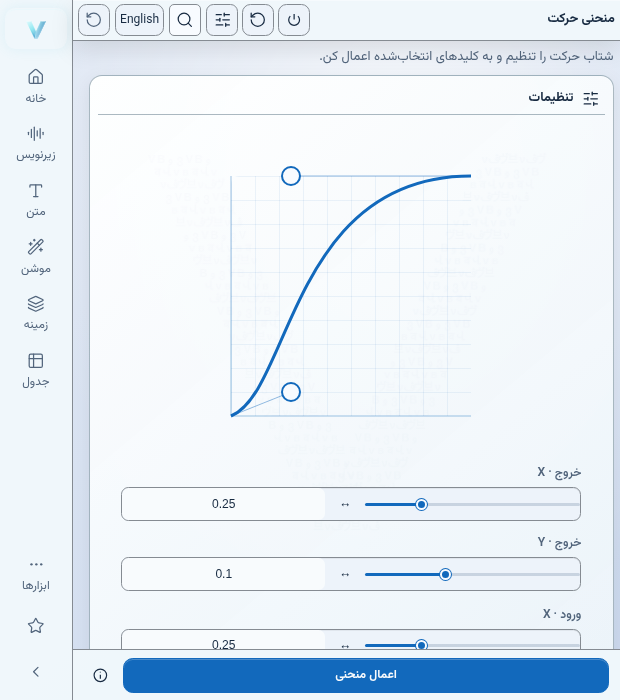 منحنی حرکت
English
شتاب حرکت را تنظیم و به کلیدهای انتخاب‌شده اعمال کن.
تنظیمات
خروج · X
0.25
خروج · Y
0.1
ورود · X
0.25
اعمال منحنی
خانه
زیرنویس
متن
موشن
زمینه
جدول
ابزارها